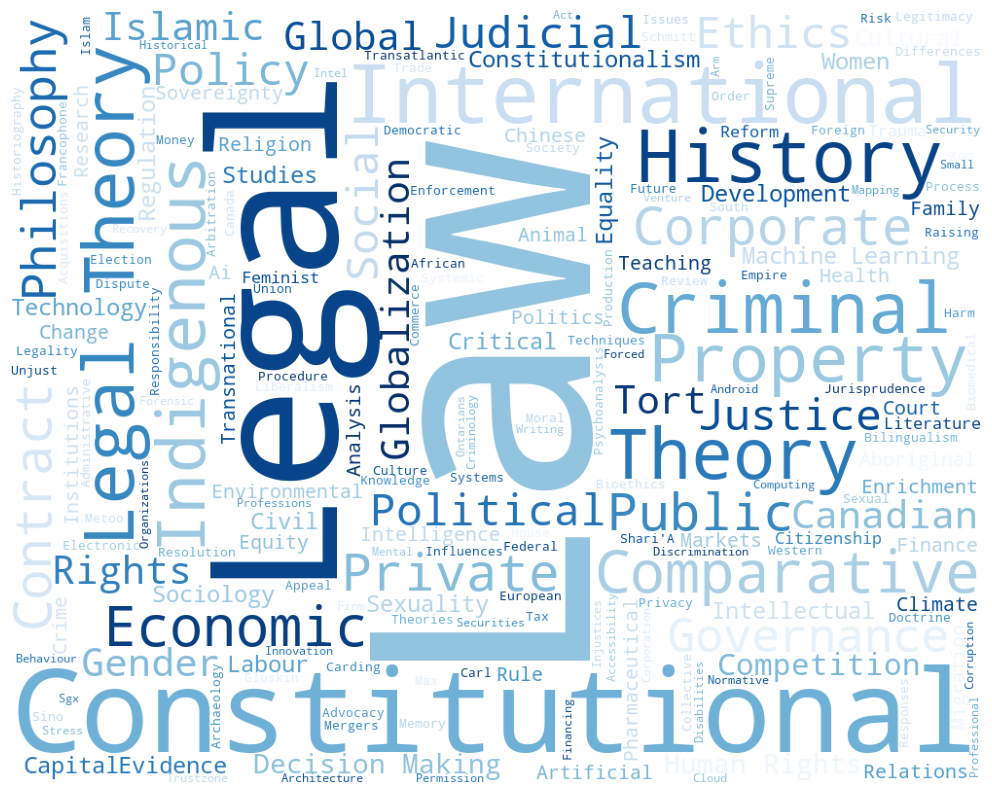 Act
Islamic
Global
Judicial
Issues
Schmitt
Ethics
Risk
Legitimacy
Cultural
Differences
Philosophy
Islam
Theory
Historical
Policy
Transatlantic
Constitutionalism
Women
Intel
Trade
International
Arm
Order
Supreme
Sovereignty
Regulation
Research
Francophone
Historiography
Money
Religion
Legal
Democratic
Chinese
Society
Reform
Foreign
Trauma
Security
History
Small
Studies
Social
Enforcement
Law
Equality
Future
Venture
Development
Mapping
Process
South
Family
Raising
Acquisitions
Recovery
Indigenous
Arbitration
Canada
Globalization
Animal
Corporate
Election
Dispute
Ai
Feminist
Union
African
Systemic
Teaching
Machine Learning
Review
Empire
Health
Technology
Change
Responsibility
Transnational
Commerce
Politics
Production
Criminal
Harm
Legality
Unjust
Legal
Critical
Techniques
Forced
Property
Biomedical
Procedure
Liberalism
Forensic
Analysis
Psychoanalysis
Android
Jurisprudence
Contract
Institutions
Administrative
Ontarians
Criminology
Moral
Writing
Tort
Justice
Court
Literature
Bilingualism
Theory
Aboriginal
Organizations
Culture
Knowledge
Systems
Environmental
Professions
Bioethics
Computing
Enrichment
Metoo
Civil
Equity
Political
Public
Sexual
Canadian
Electronic
Resolution
Intelligence
House
Shari'A
Markets
Citizenship
Discrimination
Western
Finance
Mental
Influences
Federal
Rights
Appeal
Private
Comparative
Crime
Sociology
European
Firm
Sexuality
Theories
Securities
Tax
Privacy
Intellectual
Climate
Doctrine
Economic
Innovation
Injustices
Accessibility
Pharmaceutical
Corporation
Governance
Migration
Corruption
Behaviour
Gender
Labour
Carding
Carl
Rule
Competition
Normative
Gluskin
Max
Collective
Disabilities
Sgx
Constitutional
Sino
Stress
Archaeology
Advocacy
Mergers
Memory
Financing
Responses
Professional
CapitalEvidence
Decision Making
Artificial
Human Rights
Relations
Trustzone
Architecture
Permission
Cloud